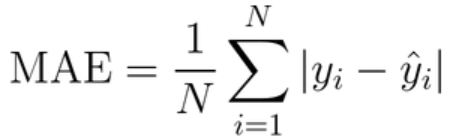 MAE = \frac{1}{N} \sum_{i=1}^{N} |y_i - \hat{y}_i|